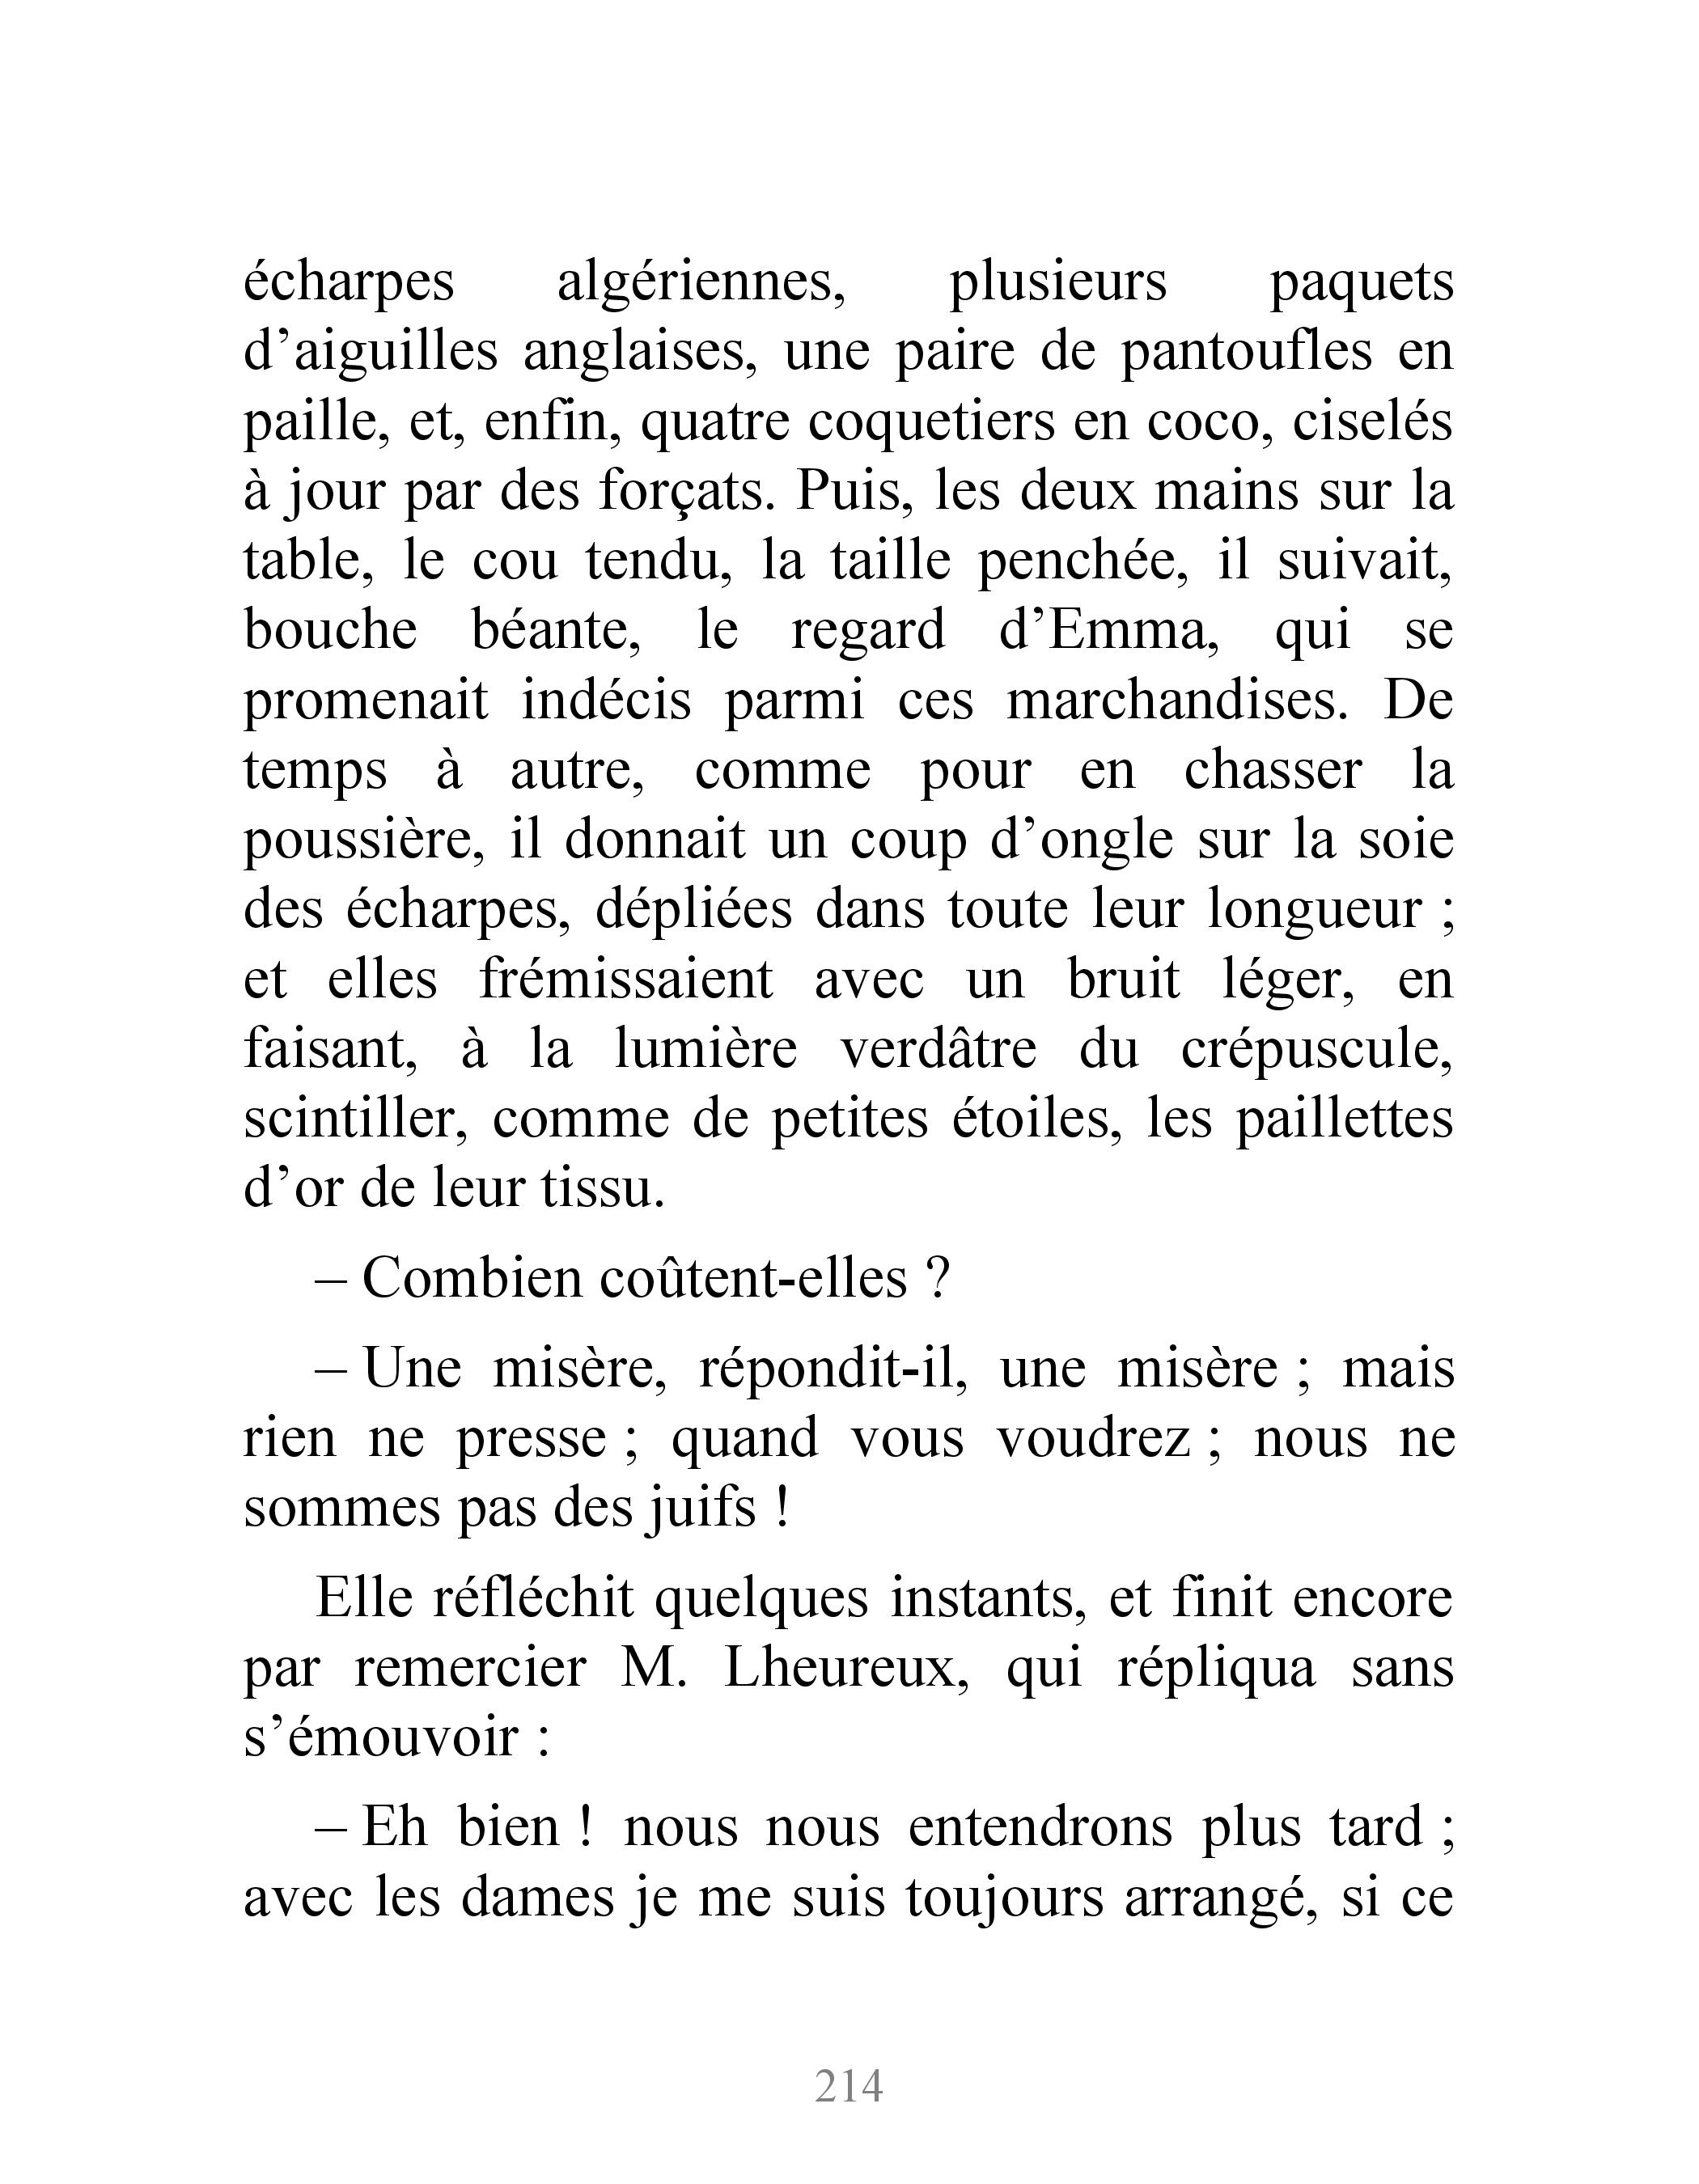 écharpes algériennes, plusieurs paquets
d’aiguilles anglaises, une paire de pantoufles en
paille, et, enfin, quatre coquetiers en coco, ciselés
à jour par des forçats. Puis, les deux mains sur la
table, le cou tendu, la taille penchée, il suivait,
bouche béante, le regard d’Emma, qui se
promenait indécis parmi ces marchandises. De
temps à autre, comme pour en chasser la
poussière, il donnait un coup d’ongle sur la soie
des écharpes, dépliées dans toute leur longueur ;
et elles frémissaient avec un bruit léger, en
faisant, à la lumière verdâtre du crépuscule,
scintiller, comme de petites étoiles, les paillettes
d’or de leur tissu.
– Combien coûtent-elles ?
– Une misère, répondit-il, une misère ; mais
rien ne presse ; quand vous voudrez ; nous ne
sommes pas des juifs !
Elle réfléchit quelques instants, et finit encore
par remercier M. Lheureux, qui répliqua sans
s’émouvoir :
– Eh bien ! nous nous entendrons plus tard ;
avec les dames je me suis toujours arrangé, si ce
214